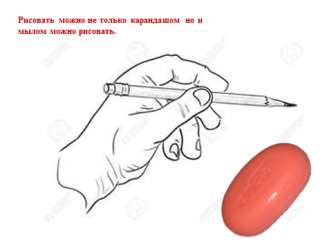 Рисовать можно не только карандашом но и
мылом можно рисовать.